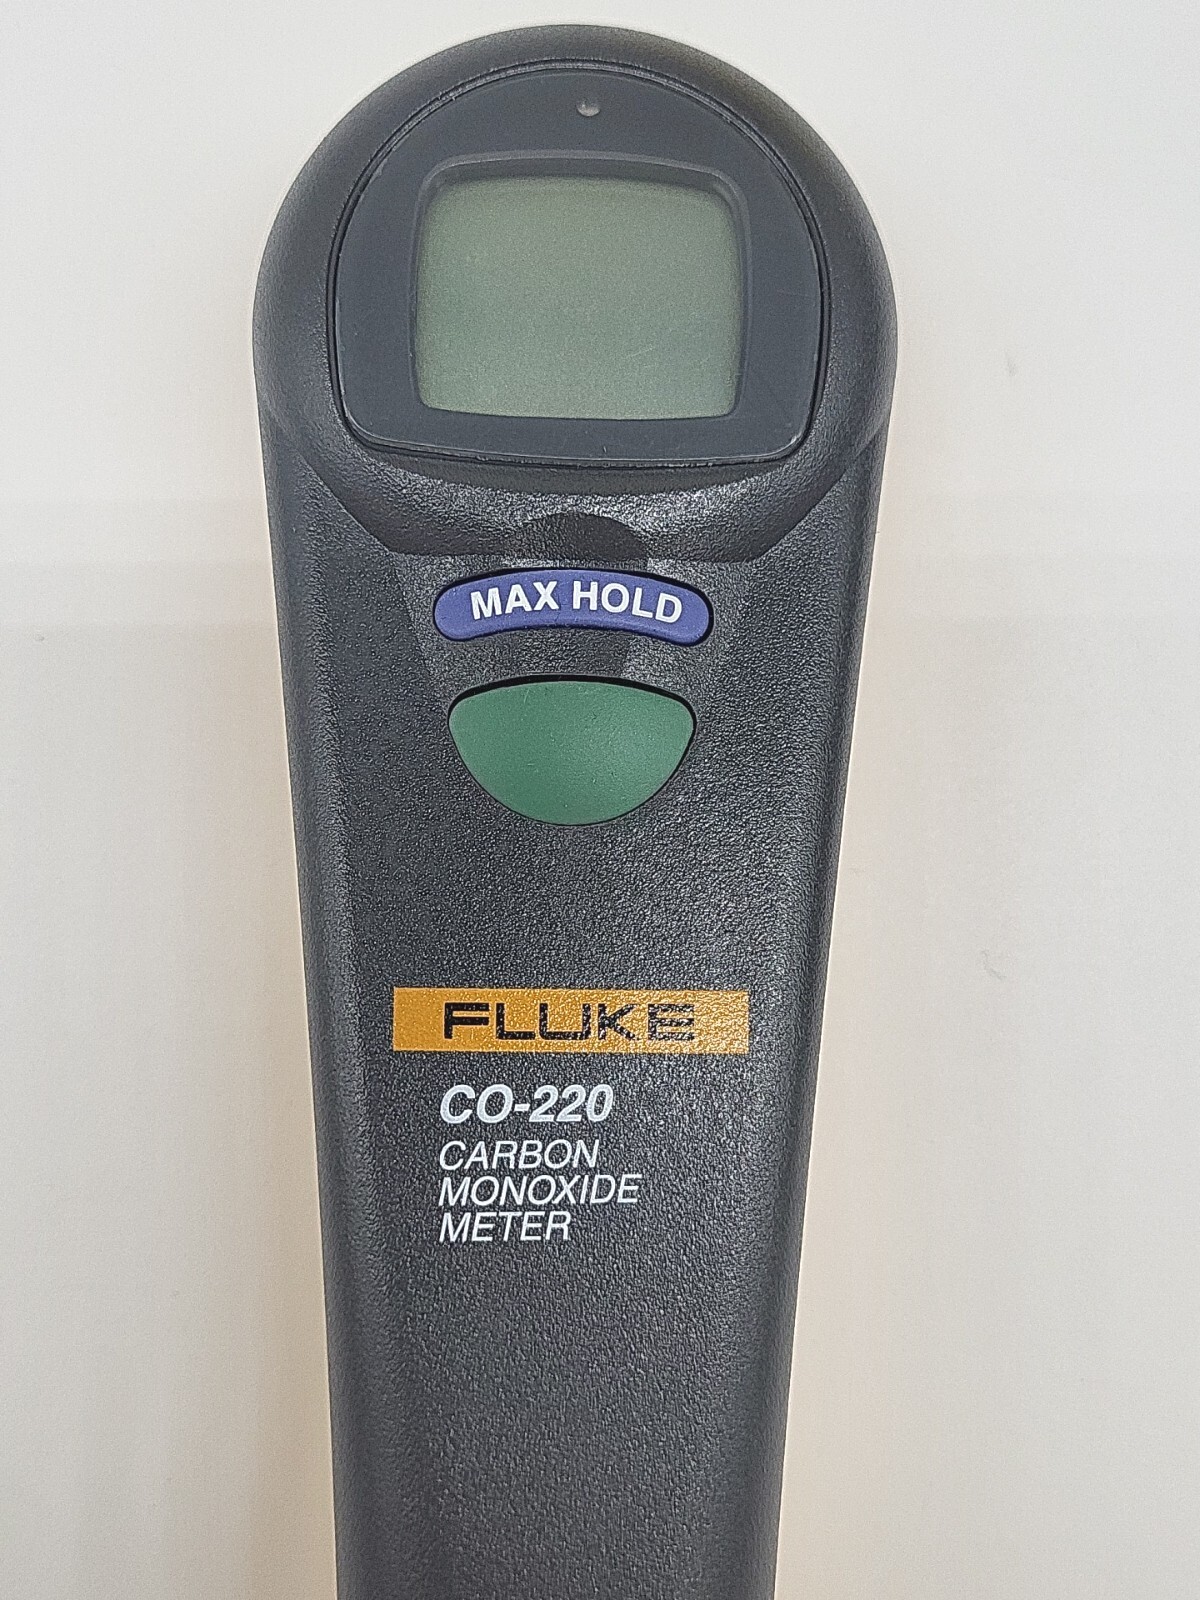 MAX HOLD
FLUKE
CO-220
CARBON
MONOXIDE
METER